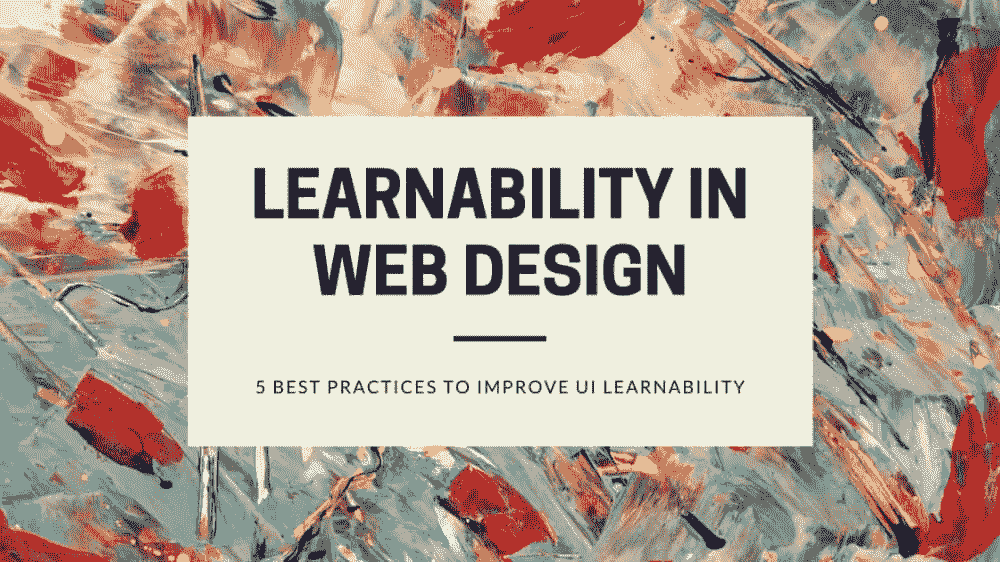 LEARNABILITY IN
WEB DESIGN
5 BEST PRACTICES TO IMPROVE UI LEARNABILITY